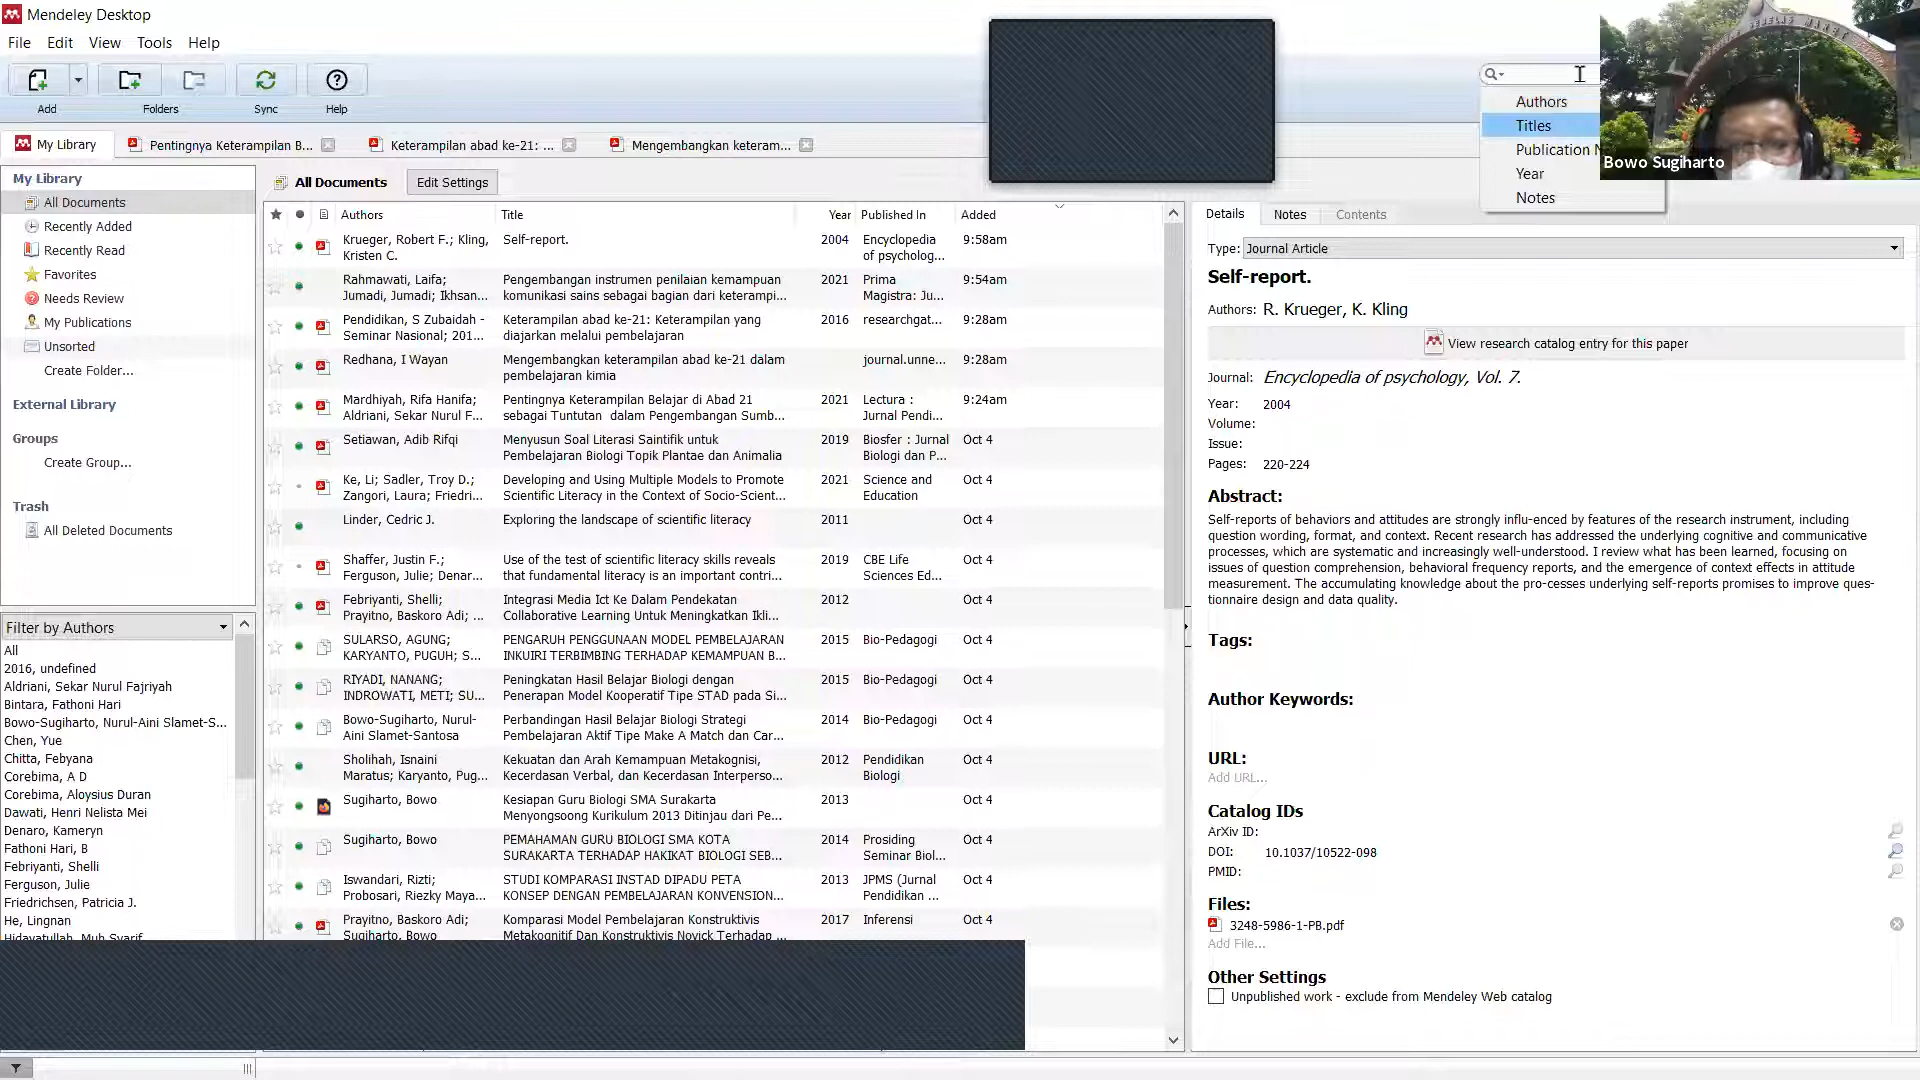 Mendeley Desktop
File Edit View Tools Help
Add Folders Sync Help
My Library
Pentingnya Keterampilan B...
Keterampilan abad ke-21: ...
Mengembangkan keteram...
Authors
Titles
Publication
Year
Notes
SEBELAS MARET
Bowo Sugiharto
My Library
All Documents
Recently Added
Recently Read
Favorites
Needs Review
My Publications
Unsorted
Create Folder...
External Library
Groups
Create Group...
Trash
All Deleted Documents
Filter by Authors
All
2016, undefined
Aldriani, Sekar Nurul Fajriyah
Bintara, Fathoni Hari
Bowo-Sugiharto, Nurul-Aini Slamet-S...
Chen, Yue
Chitta, Febyana
Corebima, A D
Corebima, Aloysius Duran
Dawati, Henri Nelista Mei
Denaro, Kameryn
Fathoni Hari, B
Febriyanti, Shelli
Ferguson, Julie
Friedrichsen, Patricia J.
He, Lingnan
Hidayatullah, Muh Syarif
All Documents Edit Settings
Authors Title Year Published In Added
Krueger, Robert F.; Kling, Self-report. 2004 Encyclopedia 9:58am
Kristen C. of psycholog...
Rahmawati, Laifa; Pengembangan instrumen penilaian kemampuan 2021 Prima 9:54am
Jumadi, Jumadi; Ikhsan... komunikasi sains sebagai bagian dari keterampi... Magistra: Ju...
Pendidikan, S Zubaidah - Keterampilan abad ke-21: Keterampilan yang 2016 researchgat... 9:28am
Seminar Nasional; 201... diajarkan melalui pembelajaran
Redhana, I Wayan Mengembangkan keterampilan abad ke-21 dalam journal.unne... 9:28am
pembelajaran kimia
Mardhiyah, Rifa Hanifa; Pentingnya Keterampilan Belajar di Abad 21 2021 Lectura : 9:24am
Aldriani, Sekar Nurul F... sebagai Tuntutan dalam Pengembangan Sumb... Jurnal Pendi...
Setiawan, Adib Rifqi Menyusun Soal Literasi Saintifik untuk 2019 Biosfer : Jurnal Oct 4
Pembelajaran Biologi Topik Plantae dan Animalia Biologi dan P...
Ke, Li; Sadler, Troy D.; Developing and Using Multiple Models to Promote 2021 Science and Oct 4
Zangori, Laura; Friedri... Scientific Literacy in the Context of Socio-Scient... Education
Linder, Cedric J. Exploring the landscape of scientific literacy 2011 Oct 4
Shaffer, Justin F.; Use of the test of scientific literacy skills reveals 2019 CBE Life Oct 4
Ferguson, Julie; Denar... that fundamental literacy is an important contri... Sciences Ed...
Febriyanti, Shelli; Integrasi Media Ict Ke Dalam Pendekatan 2012 Oct 4
Prayitno, Baskoro Adi; ... Collaborative Learning Untuk Meningkatkan Ikli...
SULARSO, AGUNG; PENGARUH PENGGUNAAN MODEL PEMBELAJARAN 2015 Bio-Pedagogi Oct 4
KARYANTO, PUGUH; S... INKUIRI TERBIMBING TERHADAP KEMAMPUAN B...
RIYADI, NANANG; Peningkatan Hasil Belajar Biologi dengan 2015 Bio-Pedagogi Oct 4
INDROWATI, METI; SU... Penerapan Model Kooperatif Tipe STAD pada Si...
Bowo-Sugiharto, Nurul- Perbandingan Hasil Belajar Biologi Strategi 2014 Bio-Pedagogi Oct 4
Aini Slamet-Santosa Pembelajaran Aktif Tipe Make A Match dan Car...
Sholihah, Isnaini Kekuatan dan Arah Kemampuan Metakognisi, 2012 Pendidikan Oct 4
Maratus; Karyanto, Pug... Kecerdasan Verbal, dan Kecerdasan Interperso... Biologi
Sugiharto, Bowo Kesiapan Guru Biologi SMA Surakarta 2013 Oct 4
Menyongsoong Kurikulum 2013 Ditinjau dari Pe...
Sugiharto, Bowo PEMAHAMAN GURU BIOLOGI SMA KOTA 2014 Prosiding Oct 4
SURAKARTA TERHADAP HAKIKAT BIOLOGI SEB... Seminar Biol...
Iswandari, Rizti; STUDI KOMPARASI INSTAD DIPADU PETA 2013 JPMS (Jurnal Oct 4
Probosari, Riezky Maya... KONSEP DENGAN PEMBELAJARAN KONVENSION... Pendidikan ...
Prayitno, Baskoro Adi; Komparasi Model Pembelajaran Konstruktivis 2017 Inferensi Oct 4
Sugiharto, Bowo Metakognitif Dan Konstruktivis Novick Terhadap ...
Details Notes Contents
Type: Journal Article
Self-report.
Authors: R. Krueger, K. Kling
View research catalog entry for this paper
Journal: Encyclopedia of psychology, Vol. 7.
Year: 2004
Volume:
Issue:
Pages: 220-224
Abstract:
Self-reports of behaviors and attitudes are strongly influ-enced by features of the research instrument, including
question wording, format, and context. Recent research has addressed the underlying cognitive and communicative
processes, which are systematic and increasingly well-understood. I review what has been learned, focusing on
issues of question comprehension, behavioral frequency reports, and the emergence of context effects in attitude
measurement. The accumulating knowledge about the pro-cesses underlying self-reports promises to improve ques-
tionnaire design and data quality.
Tags:
Author Keywords:
URL:
Add URL...
Catalog IDs
ArXiv ID:
DOI: 10.1037/10522-098
PMID:
Files:
3248-5986-1-PB.pdf
Add File...
Other Settings
Unpublished work - exclude from Mendeley Web catalog